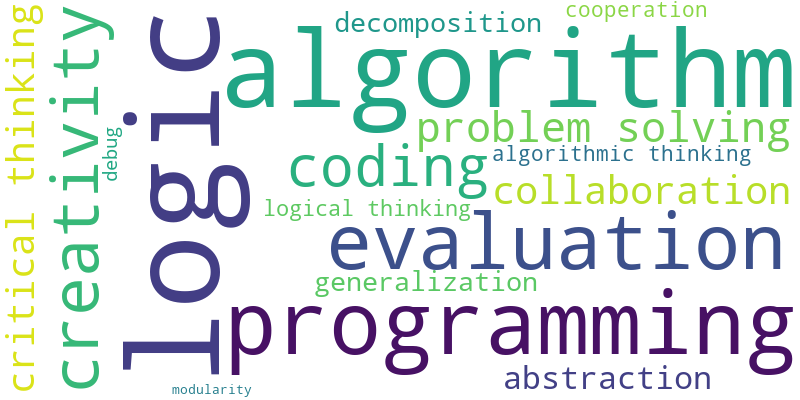 critical thinking
creativity
debug
logic
modularity
cooperation
decomposition
algorithm
problem solving
algorithmic thinking
coding
collaboration
logical thinking
evaluation
generalization
programming
abstraction